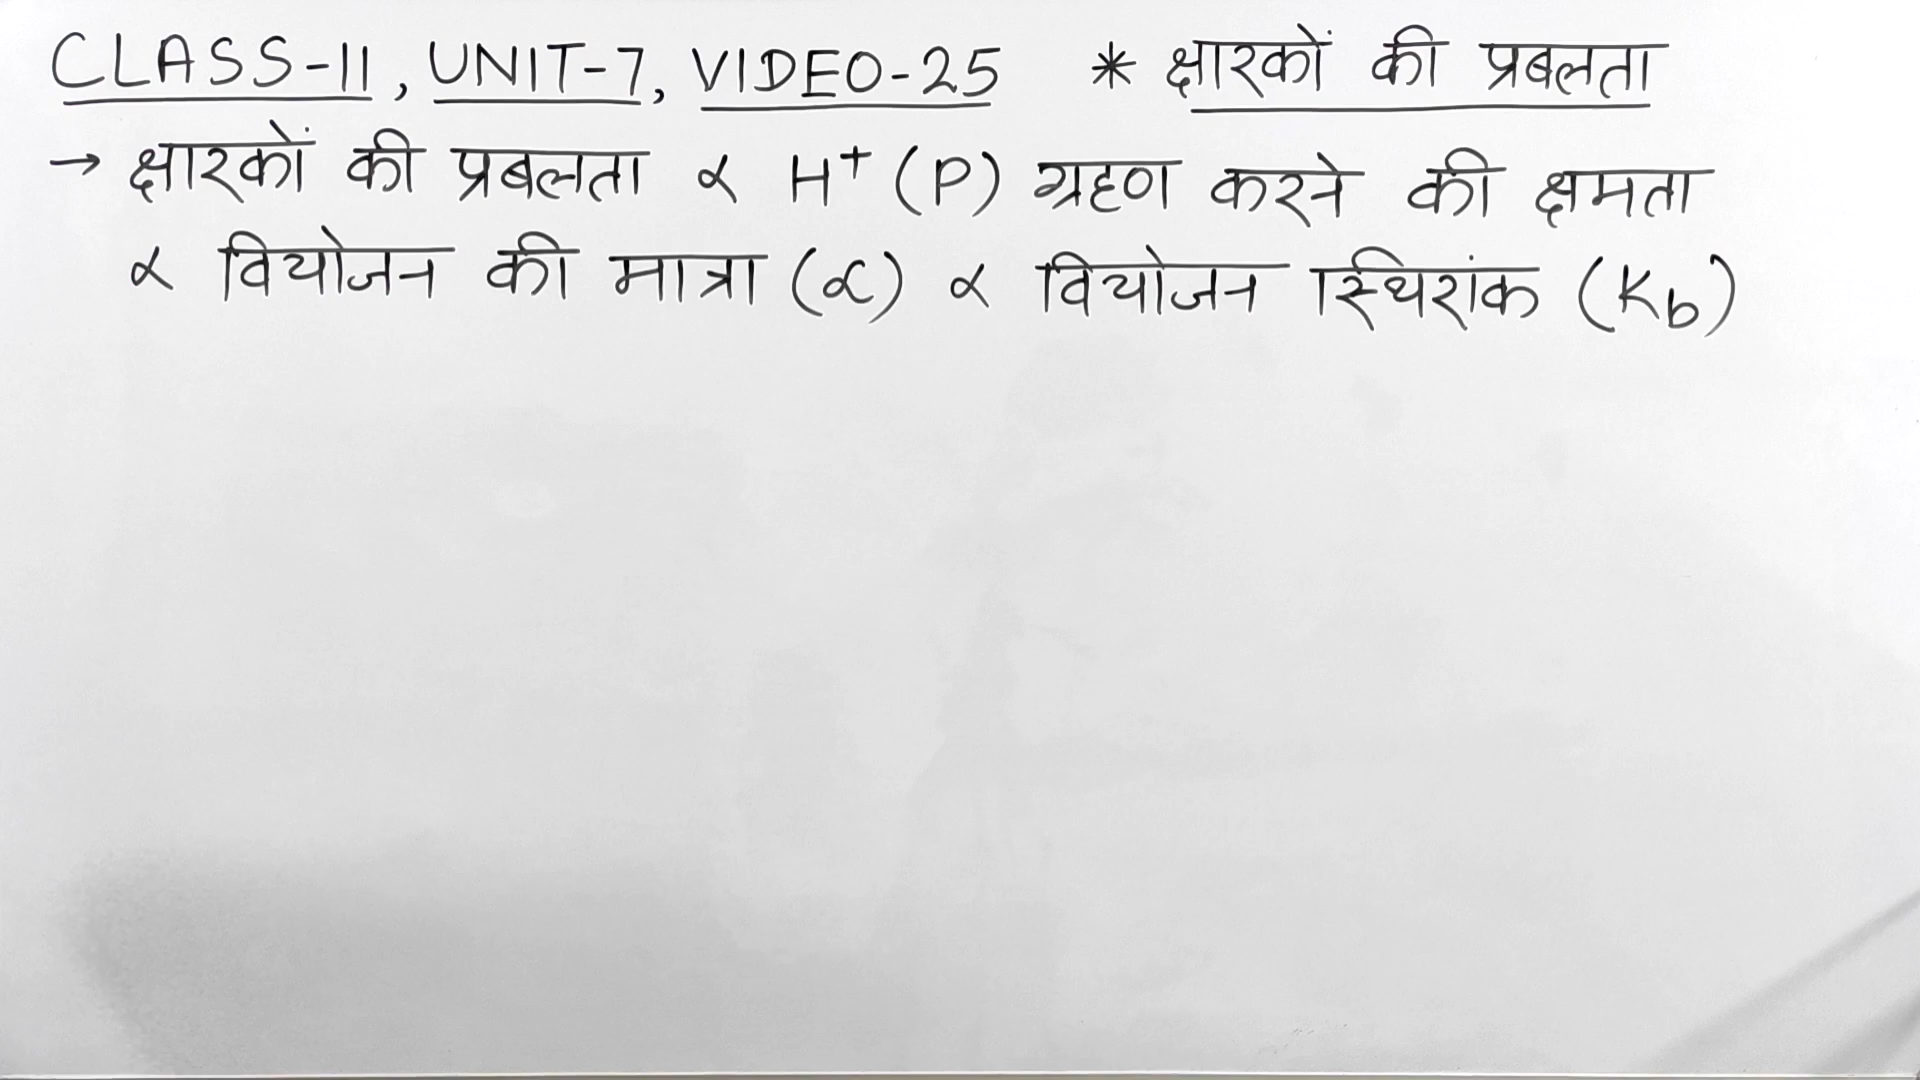 CLASS-11, UNIT-7, VIDEO-25 * क्षारकों की प्रबलता
→ क्षारकों की प्रबलता ∝ H⁺ (P) ग्रहण करने की क्षमता
∝ वियोजन की मात्रा (∝) ∝ वियोजन स्थिरांक (Kb)